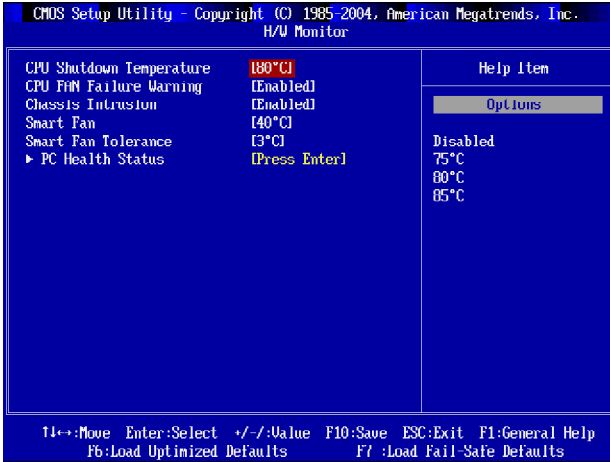 CMOS Setup Utility - Copyright (C) 1985-2004, American Megatrends, Inc.
H/W Monitor
CPU Shutdown Temperature [80°C]
CPU FAN Failure Warning [Enabled]
Chassis Intrusion [Enabled]
Smart Fan [40°C]
Smart Fan Tolerance [3°C]
▶ PC Health Status [Press Enter]
Help Item
Options
Disabled
75°C
80°C
85°C
↑↓↔:Move Enter:Select +/-/:Value F10:Save ESC:Exit F1:General Help
F6:Load Optimized Defaults F7 :Load Fail-Safe Defaults